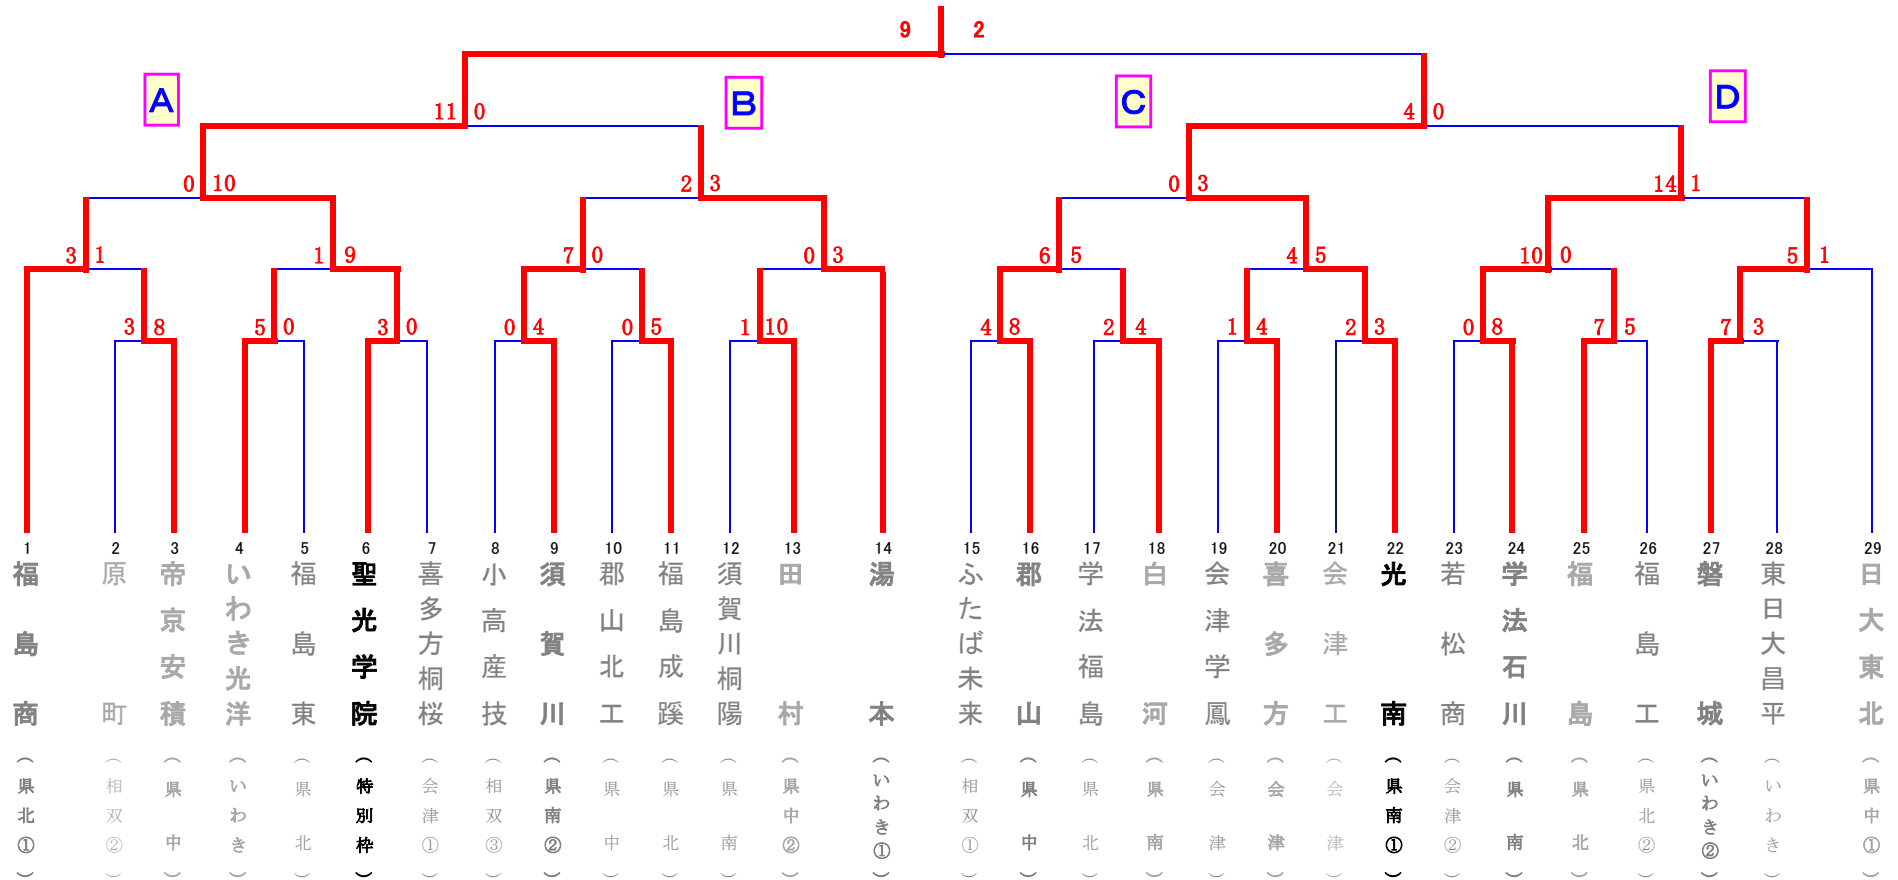 9 2
A
B
C
D
11 0
4 0
0 10
2 3
0 3
14 1
3 1
1 9
7 0
0 3
6 5
4 5
10 0
5 1
3 8
5 0
3 0
0 4
0 5
1 10
4 8
2 4
1 4
2 3
0 8
7 5
7 3
1 福島商（県北①）
2 原町（相双②）
3 帝京安積（県中）
4 いわき光洋（いわき）
5 福島東（県北）
6 聖光学院（特別枠）
7 喜多方桐桜（会津①）
8 小高産技（相双③）
9 須賀川（県南②）
10 郡山北工（県中）
11 福島成蹊（県北）
12 須賀川桐陽（県南）
13 田村（県中②）
14 湯本（いわき①）
15 ふたば未来（相双①）
16 郡山（県中）
17 学法福島（県北）
18 白河（県南）
19 会津学鳳（会津）
20 喜多方（会津）
21 会津工（会津）
22 光南（県南①）
23 若松商（会津②）
24 学法石川（県南）
25 福島（県北）
26 福島工（県北②）
27 磐城（いわき②）
28 東日大昌平（いわき）
29 日大東北（県中①）